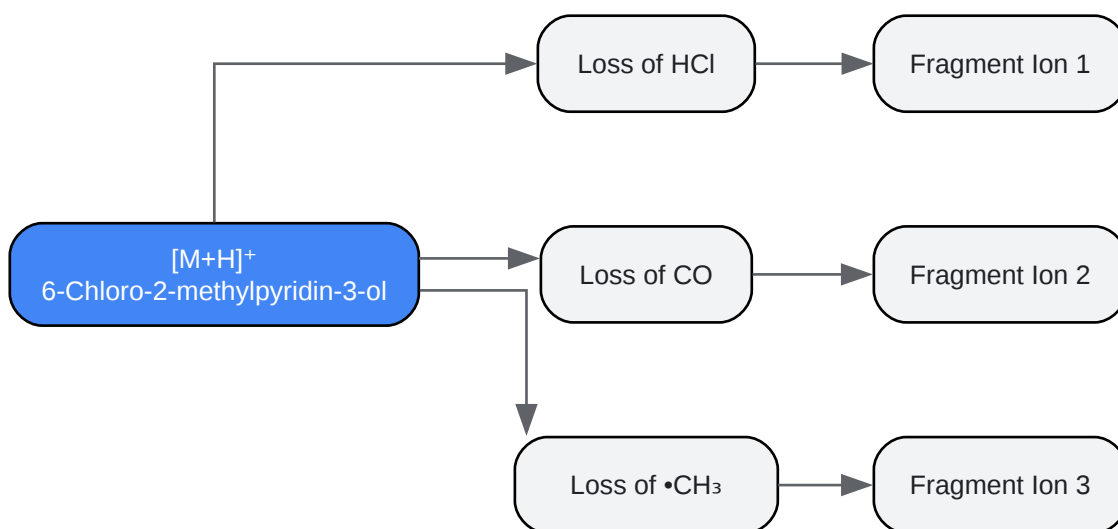 Loss of HCl
Fragment Ion 1
[M+H]⁺
6-Chloro-2-methylpyridin-3-ol
Loss of CO
Fragment Ion 2
Loss of •CH₃
Fragment Ion 3